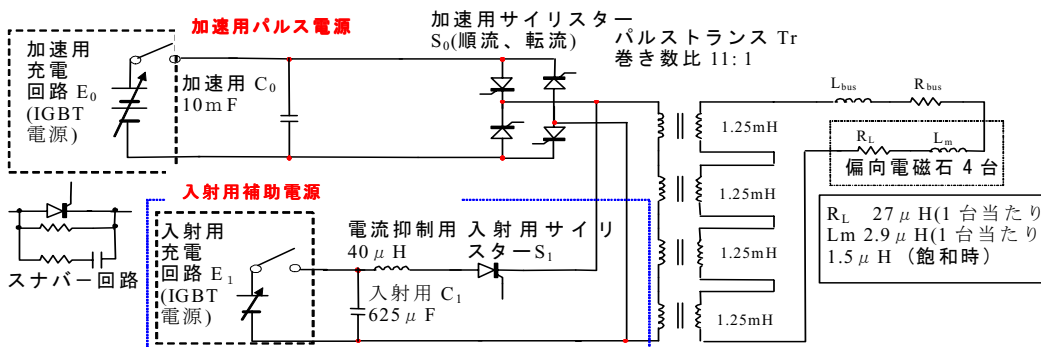 加速用パルス電源
加速用
充電
回路 E0
(IGBT
電源)
加速用 C0
10mF
加速用サイリスター
S0(順流、転流)
パルストランス Tr
巻き数比 11:1
Lbus
Rbus
1.25mH
1.25mH
1.25mH
1.25mH
RL
Lm
偏向電磁石 4 台
RL 27μH(1 台当たり
Lm 2.9μH(1 台当たり
1.5μH (飽和時)
入射用補助電源
入射用
充電
回路 E1
(IGBT
電源)
電流抑制用
40μH
入射用サイリ
スターS1
入射用 C1
625μF
スナバー回路